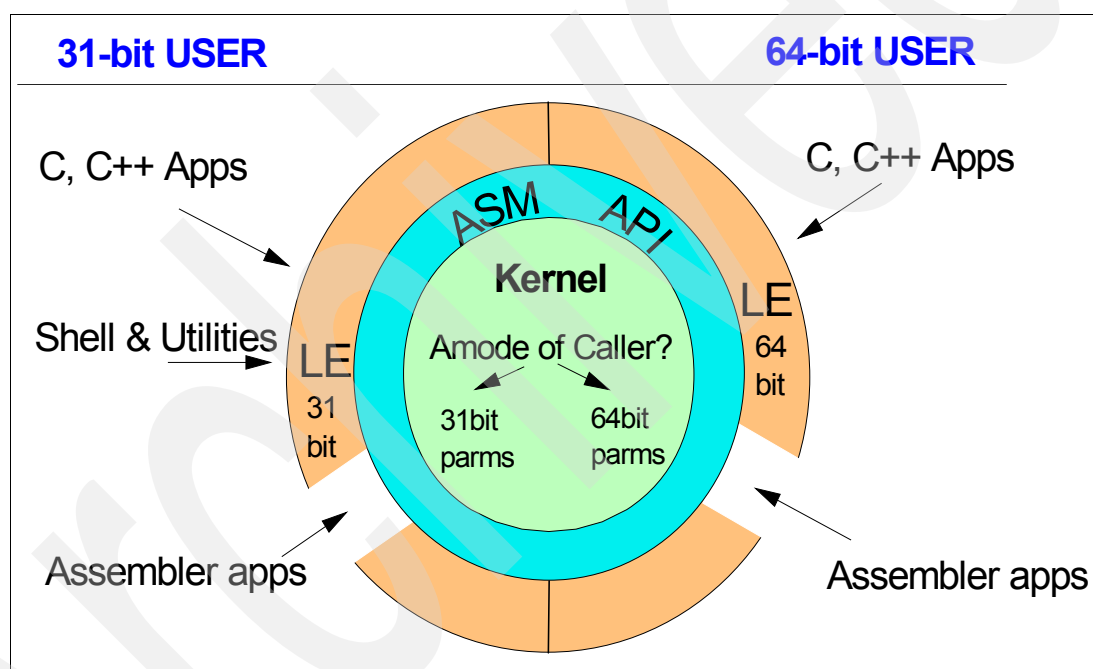 31-bit USER
64-bit USER
C, C++ Apps
C, C++ Apps
ASM API
Kernel
Shell & Utilities
Amode of Caller?
LE
31
bit
LE
64
bit
31bit
parms
64bit
parms
Assembler apps
Assembler apps